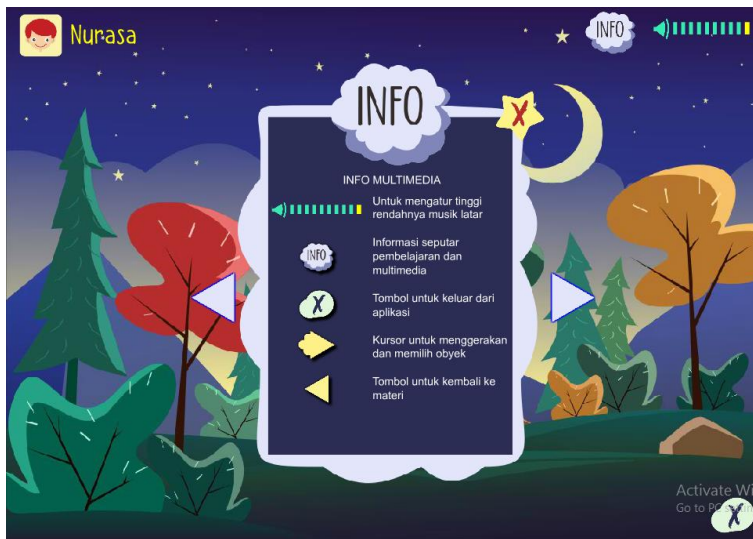 Nurasa
INFO
INFO
X
INFO MULTIMEDIA
Untuk mengatur tinggi
rendahnya musik latar
INFO
Informasi seputar
pembelajaran dan
multimedia
X
Tombol untuk keluar dari
aplikasi
Kursor untuk menggerakan
dan memilih obyek
Tombol untuk kembali ke
materi
Activate Wi
Go to PC
X